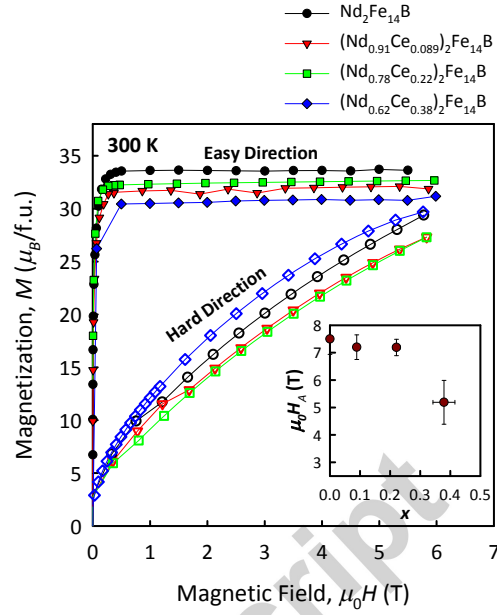 Nd₂Fe₁₄B
(Nd₀.₉₁Ce₀.₀₈₉)₂Fe₁₄B
(Nd₀.₇₈Ce₀.₂₂)₂Fe₁₄B
(Nd₀.₆₂Ce₀.₃₈)₂Fe₁₄B
300 K
Easy Direction
Hard Direction
Magnetization, M (μB/f.u.)
35
30
25
20
15
10
5
0
0 1 2 3 4 5 6 7
Magnetic Field, μ₀H (T)
μ₀HA (T)
8
7
6
5
4
3
0.0 0.1 0.2 0.3 0.4 0.5
x
script